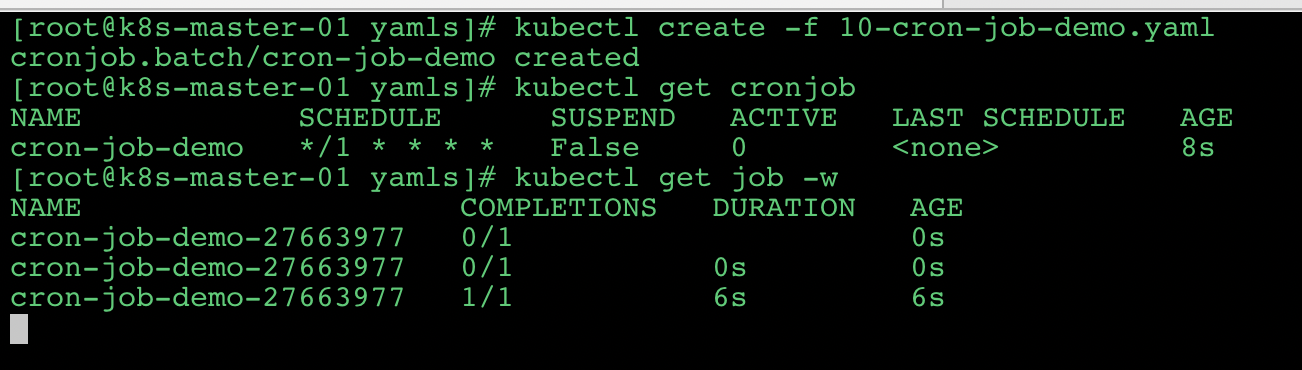 [root@k8s-master-01 yamls]# kubectl create -f 10-cron-job-demo.yaml
cronjob.batch/cron-job-demo created
[root@k8s-master-01 yamls]# kubectl get cronjob
NAME            SCHEDULE      SUSPEND   ACTIVE   LAST SCHEDULE   AGE
cron-job-demo   */1 * * * *   False     0        <none>          8s
[root@k8s-master-01 yamls]# kubectl get job -w
NAME                     COMPLETIONS   DURATION   AGE
cron-job-demo-27663977   0/1                      0s
cron-job-demo-27663977   0/1           0s         0s
cron-job-demo-27663977   1/1           6s         6s